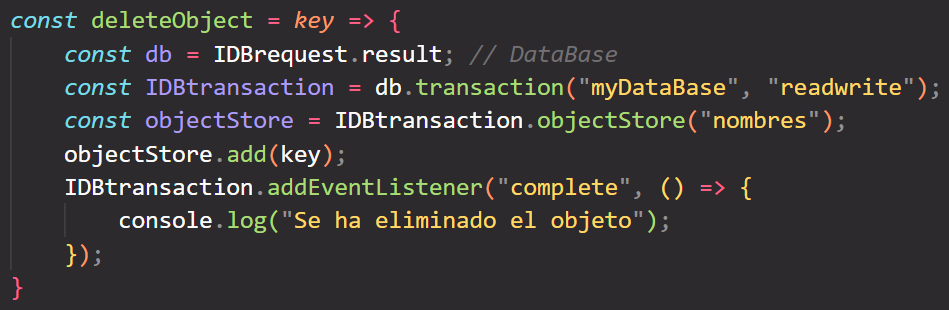 const deleteObject = key => {
const db = IDBrequest.result; // DataBase
const IDBtransaction = db.transaction("myDataBase", "readwrite");
const objectStore = IDBtransaction.objectStore("nombres");
objectStore.add(key);
IDBtransaction.addEventListener("complete", () => {
console.log("Se ha eliminado el objeto");
});
}